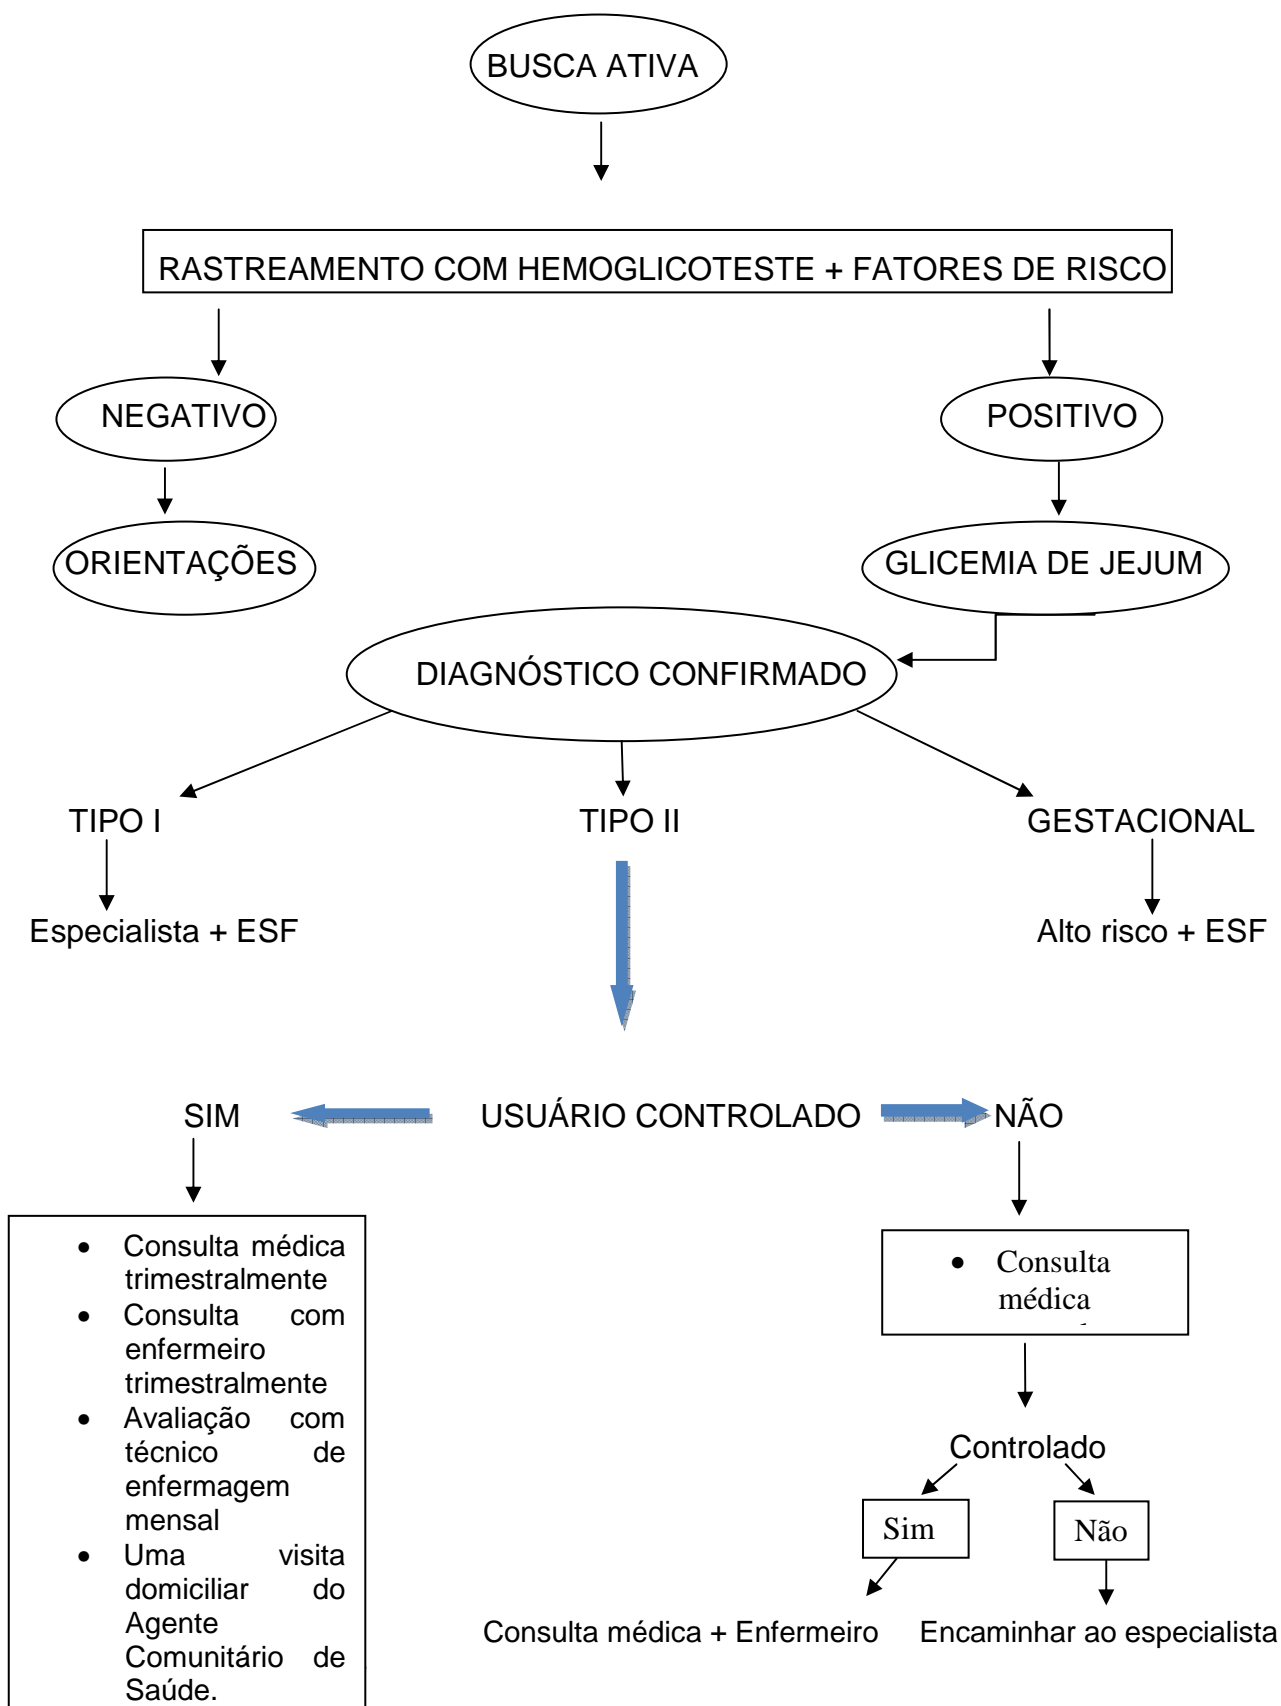 BUSCA ATIVA
RASTREAMENTO COM HEMOGLICOTESTE + FATORES DE RISCO
NEGATIVO
POSITIVO
ORIENTAÇÕES
GLICEMIA DE JEJUM
DIAGNÓSTICO CONFIRMADO
TIPO I
TIPO II
GESTACIONAL
Especialista + ESF
Alto risco + ESF
SIM
USUÁRIO CONTROLADO
NÃO
• Consulta médica
trimestralmente
• Consulta com
enfermeiro
trimestralmente
• Avaliação com
técnico de
enfermagem
mensal
• Uma visita
domiciliar do
Agente
Comunitário de
Saúde.
• Consulta
médica
Controlado
Sim
Não
Consulta médica + Enfermeiro
Encaminhar ao especialista